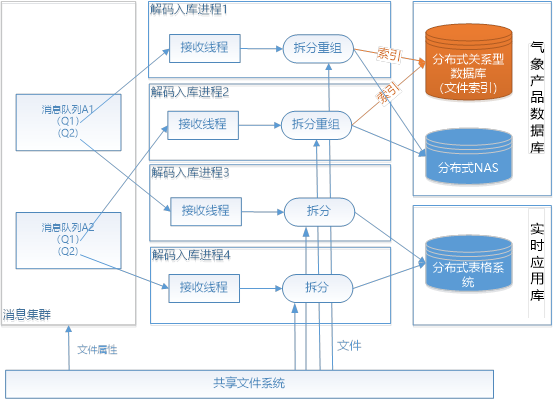 解码入库进程1
接收线程
拆分重组
索引
分布式关系型
数据库
（文件索引）
气象产品数据库
消息队列A1
（Q1）
（Q2）
解码入库进程2
接收线程
拆分重组
索引
分布式NAS
解码入库进程3
接收线程
拆分
消息队列A2
（Q1）
（Q2）
解码入库进程4
接收线程
拆分
分布式表格系
统
实时应用库
消息集群
文件属性
文件
共享文件系统